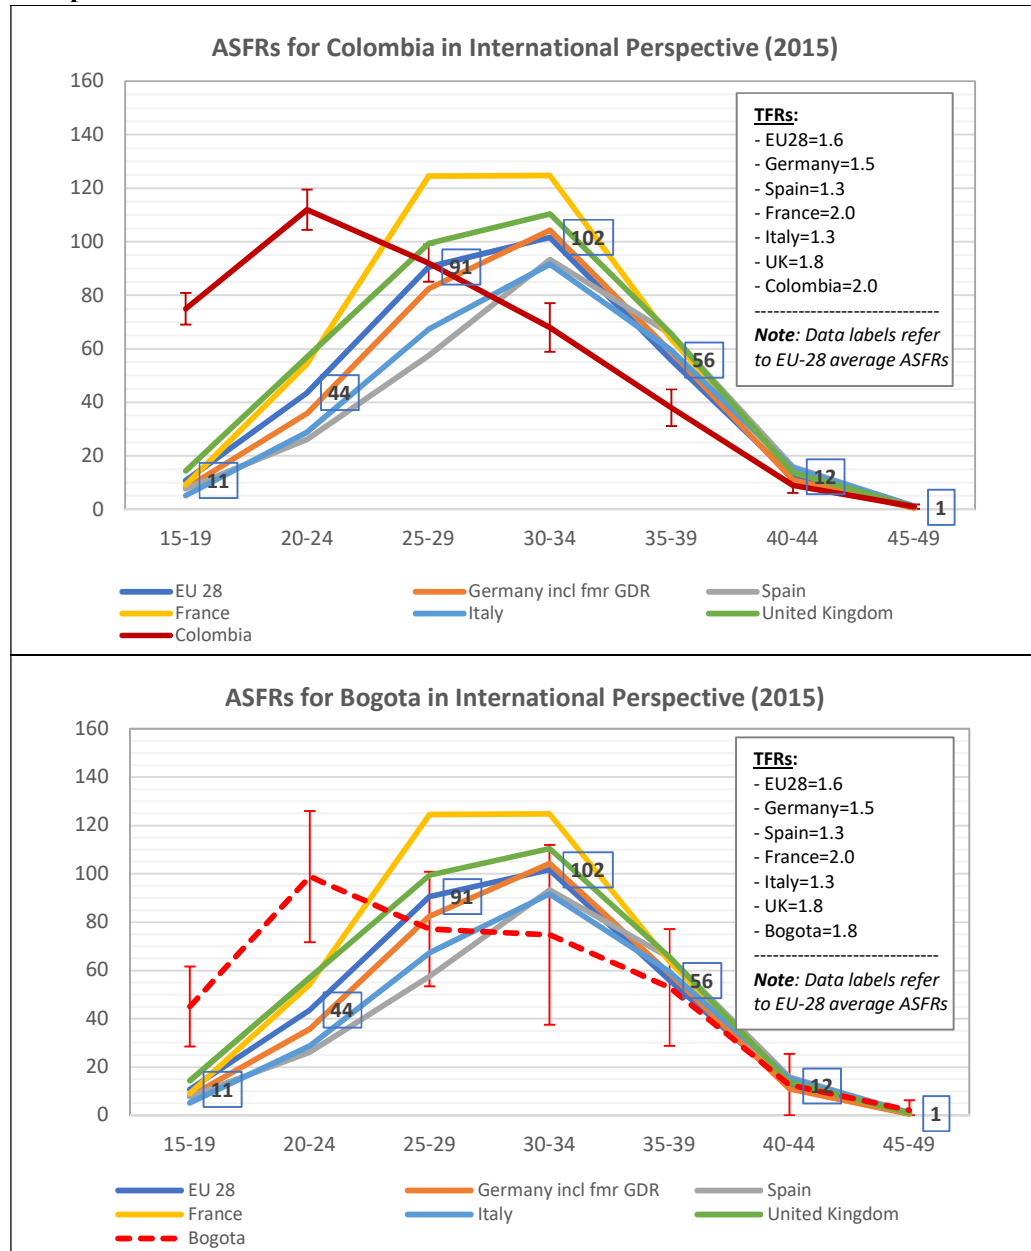 ASFRs for Colombia in International Perspective (2015)
160
140
120
100
80
60
40
20
0
TFRs:
- EU28=1.6
- Germany=1.5
- Spain=1.3
- France=2.0
- Italy=1.3
- UK=1.8
- Colombia=2.0
-----------------------------
Note: Data labels refer
to EU-28 average ASFRs
11
44
91
102
56
12
1
15-19 20-24 25-29 30-34 35-39 40-44 45-49
EU 28 Germany incl fmr GDR Spain
France Italy United Kingdom
Colombia
ASFRs for Bogota in International Perspective (2015)
160
140
120
100
80
60
40
20
0
TFRs:
- EU28=1.6
- Germany=1.5
- Spain=1.3
- France=2.0
- Italy=1.3
- UK=1.8
- Bogota=1.8
-----------------------------
Note: Data labels refer
to EU-28 average ASFRs
11
44
91
102
56
12
1
15-19 20-24 25-29 30-34 35-39 40-44 45-49
EU 28 Germany incl fmr GDR Spain
France Italy United Kingdom
Bogota